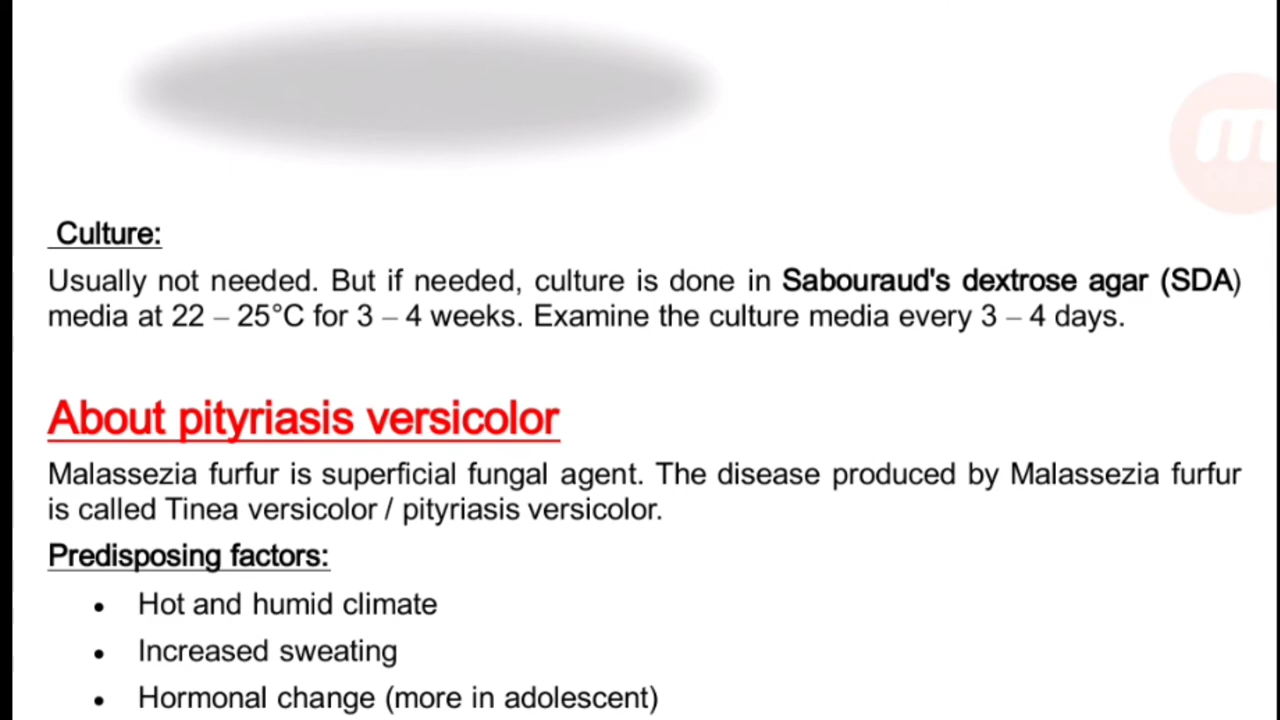 Culture:
Usually not needed. But if needed, culture is done in Sabouraud's dextrose agar (SDA)
media at 22 – 25°C for 3 – 4 weeks. Examine the culture media every 3 – 4 days.
About pityriasis versicolor
Malassezia furfur is superficial fungal agent. The disease produced by Malassezia furfur
is called Tinea versicolor / pityriasis versicolor.
Predisposing factors:
• Hot and humid climate
• Increased sweating
• Hormonal change (more in adolescent)